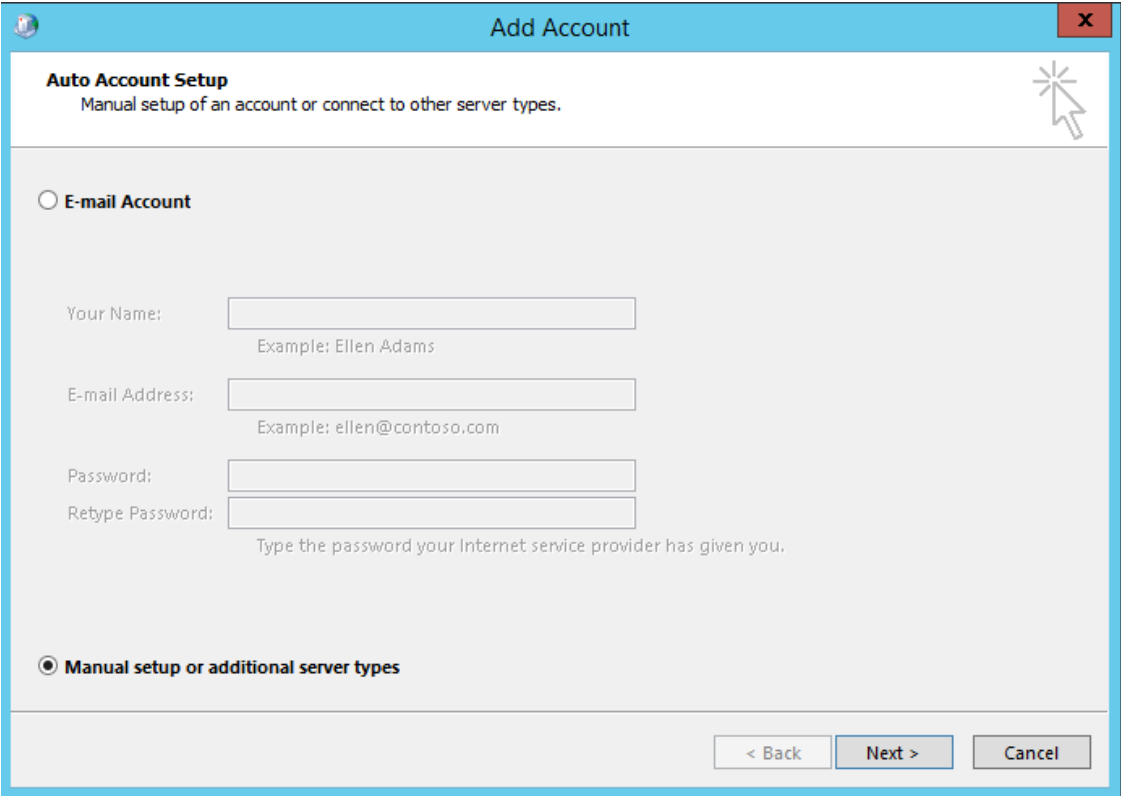 Add Account
x
Auto Account Setup
Manual setup of an account or connect to other server types.
E-mail Account
Your Name:
Example: Ellen Adams
E-mail Address:
Example: ellen@contoso.com
Password:
Retype Password:
Type the password your Internet service provider has given you.
Manual setup or additional server types
< Back Next > Cancel